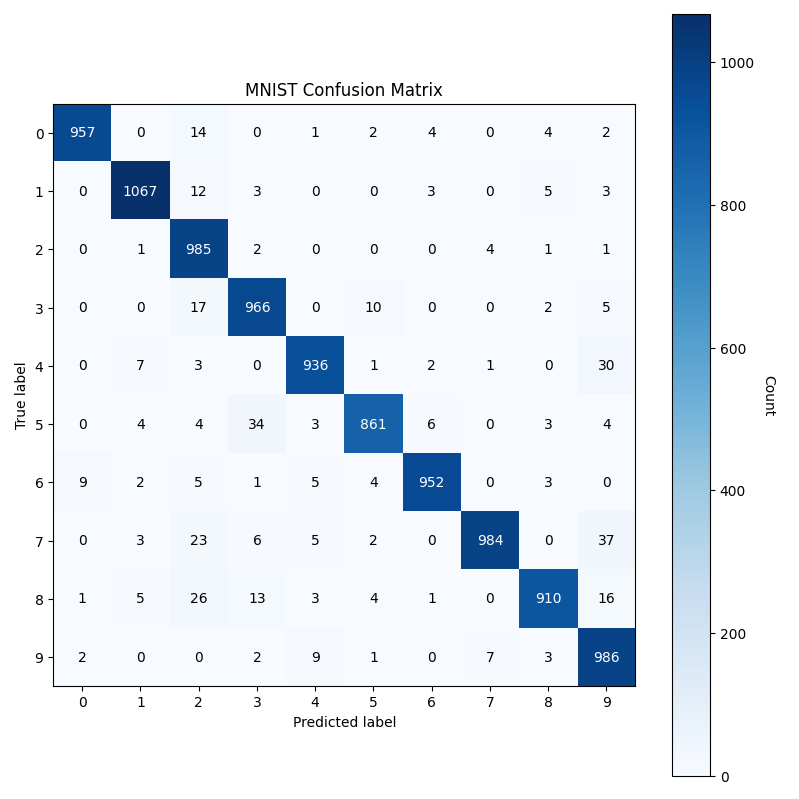 MNIST Confusion Matrix
0 957 0 14 0 1 2 4 0 4 2
1 0 1067 12 3 0 0 3 0 5 3
2 0 1 985 2 0 0 0 4 1 1
3 0 0 17 966 0 10 0 0 2 5
4 0 7 3 0 936 1 2 1 0 30
5 0 4 4 34 3 861 6 0 3 4
6 9 2 5 1 5 4 952 0 3 0
7 0 3 23 6 5 2 0 984 0 37
8 1 5 26 13 3 4 1 0 910 16
9 2 0 0 2 9 1 0 7 3 986
0 1 2 3 4 5 6 7 8 9
Predicted label
True label
1000
800
600
400
200
0
Count